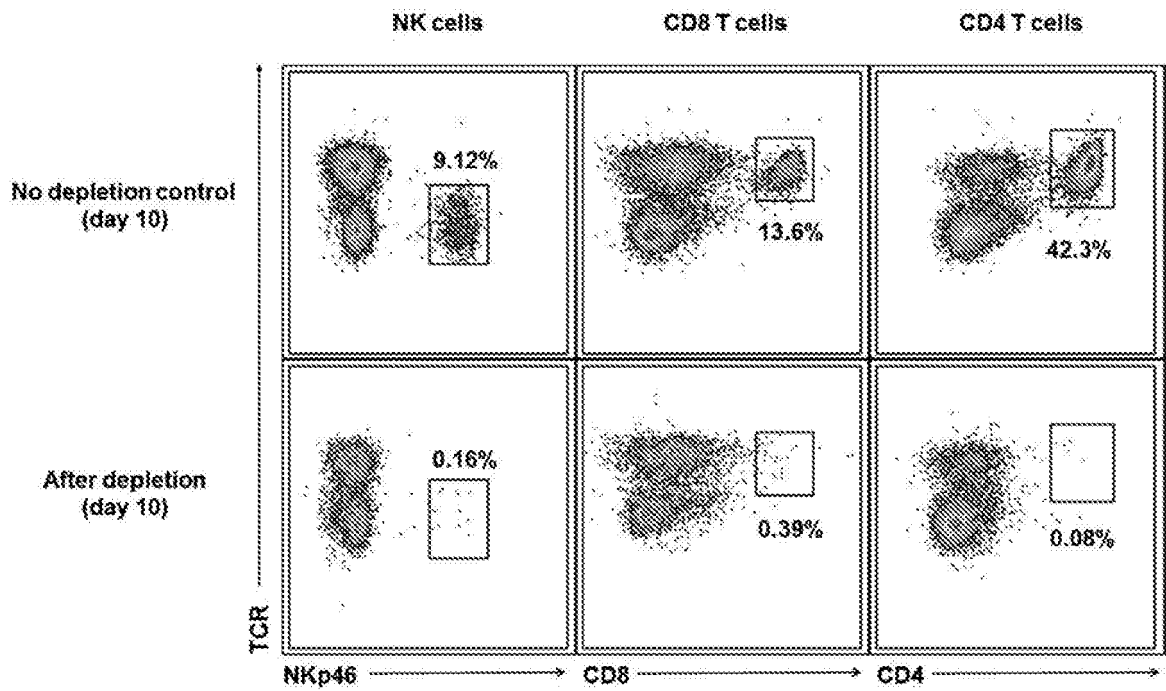 NK cells
CD8 T cells
CD4 T cells
No depletion control
(day 10)
9.12%
13.6%
42.3%
After depletion
(day 10)
0.16%
0.39%
0.08%
TCR
NKp46
CD8
CD4